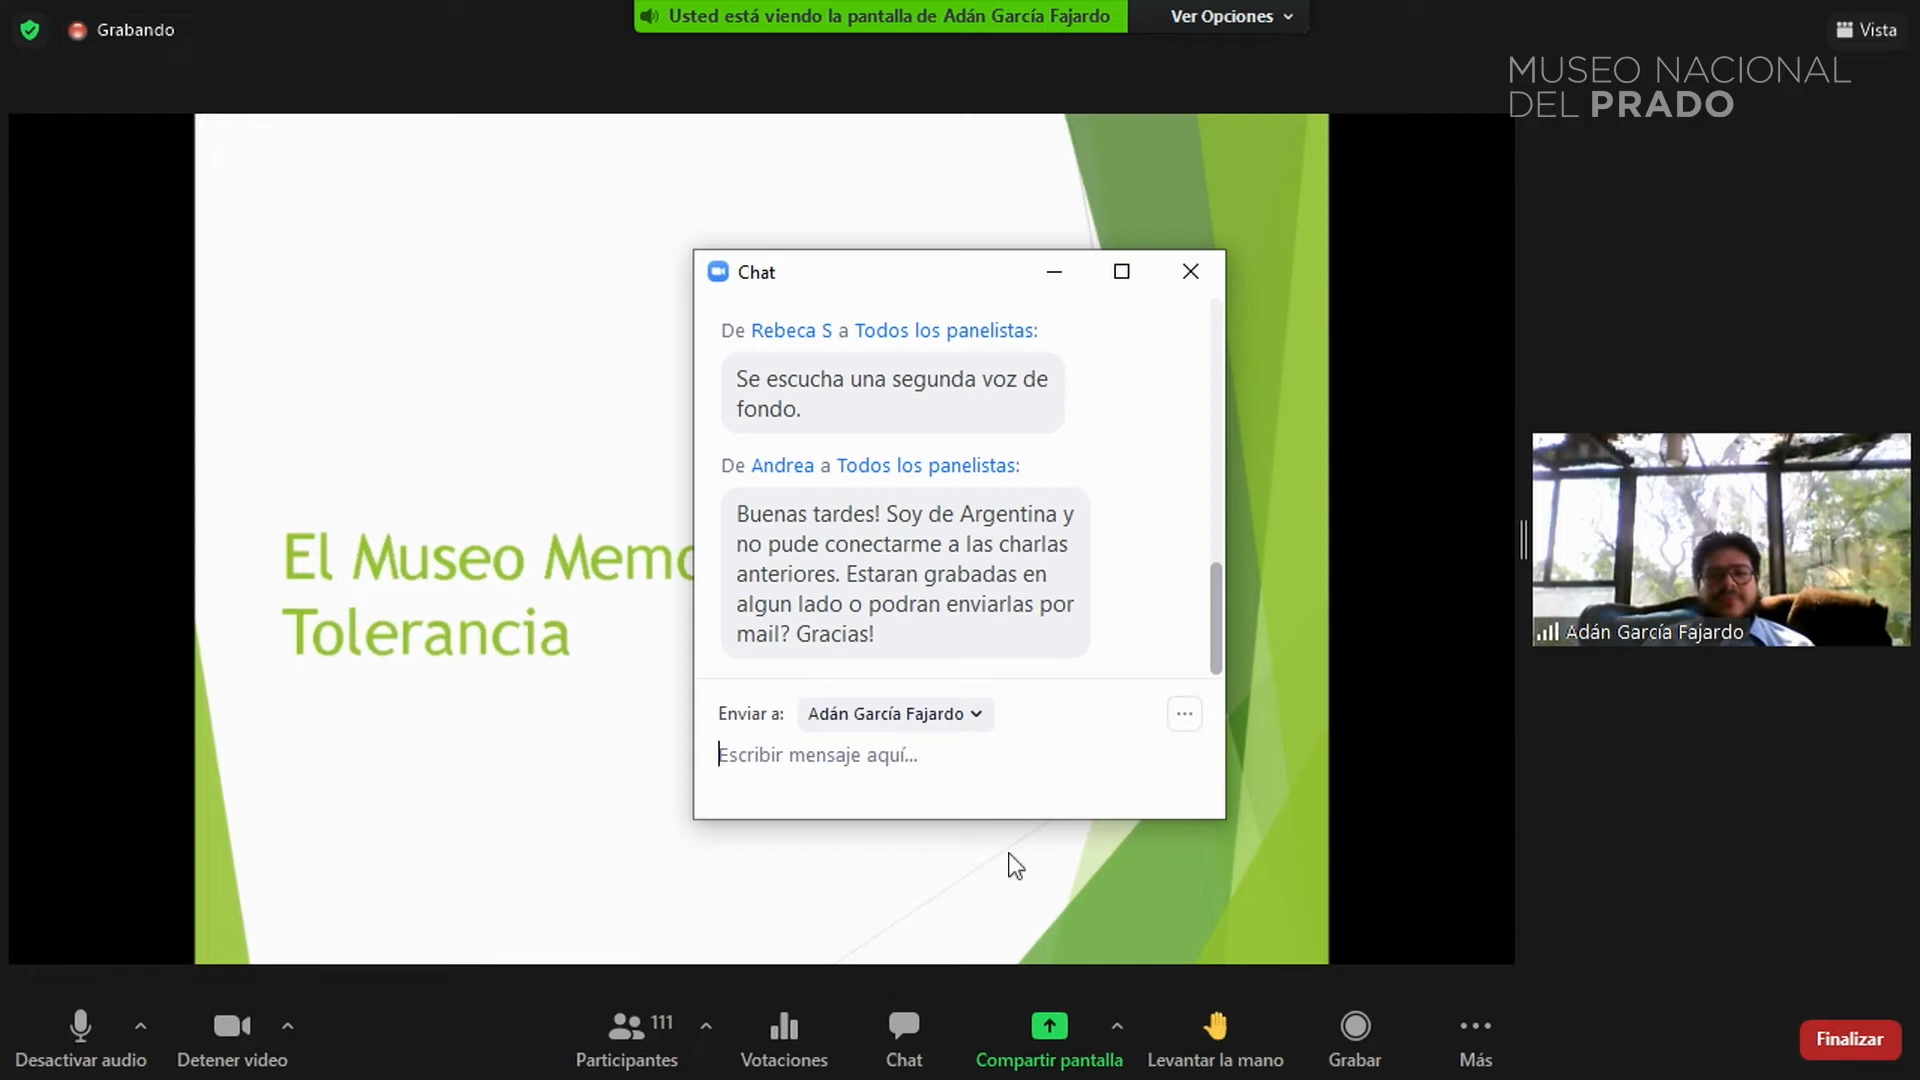 Grabando
Usted está viendo la pantalla de Adán García Fajardo
Ver Opciones
Vista
MUSEO NACIONAL
DEL PRADO
El Museo Memo
Tolerancia
Chat
De Rebeca S a Todos los panelistas:
Se escucha una segunda voz de
fondo.
De Andrea a Todos los panelistas:
Buenas tardes! Soy de Argentina y
no pude conectarme a las charlas
anteriores. Estaran grabadas en
algun lado o podran enviarlas por
mail? Gracias!
Enviar a: Adán García Fajardo
Escribir mensaje aquí...
Adán García Fajardo
Desactivar audio
Detener video
111
Participantes
Votaciones
Chat
Compartir pantalla
Levantar la mano
Grabar
Más
Finalizar